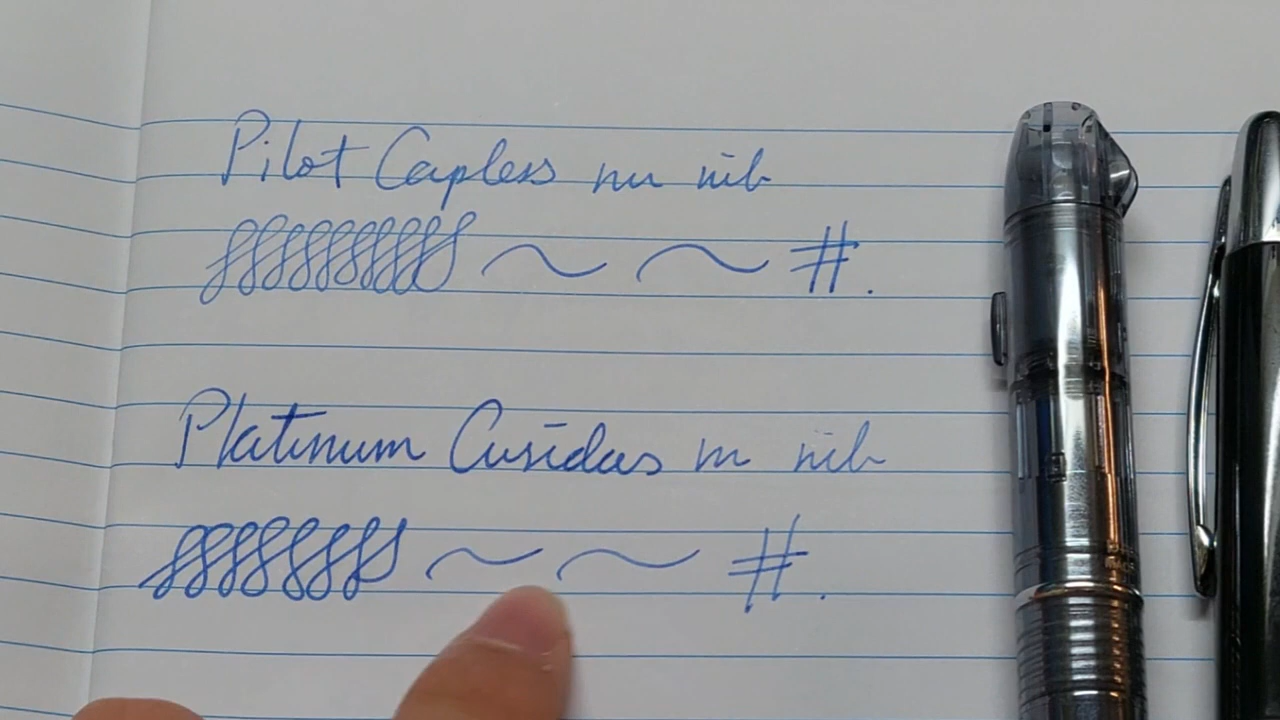 Pilot Capless m nib
~ ~ #.
Platinum Curidas m nib
~ ~ #.